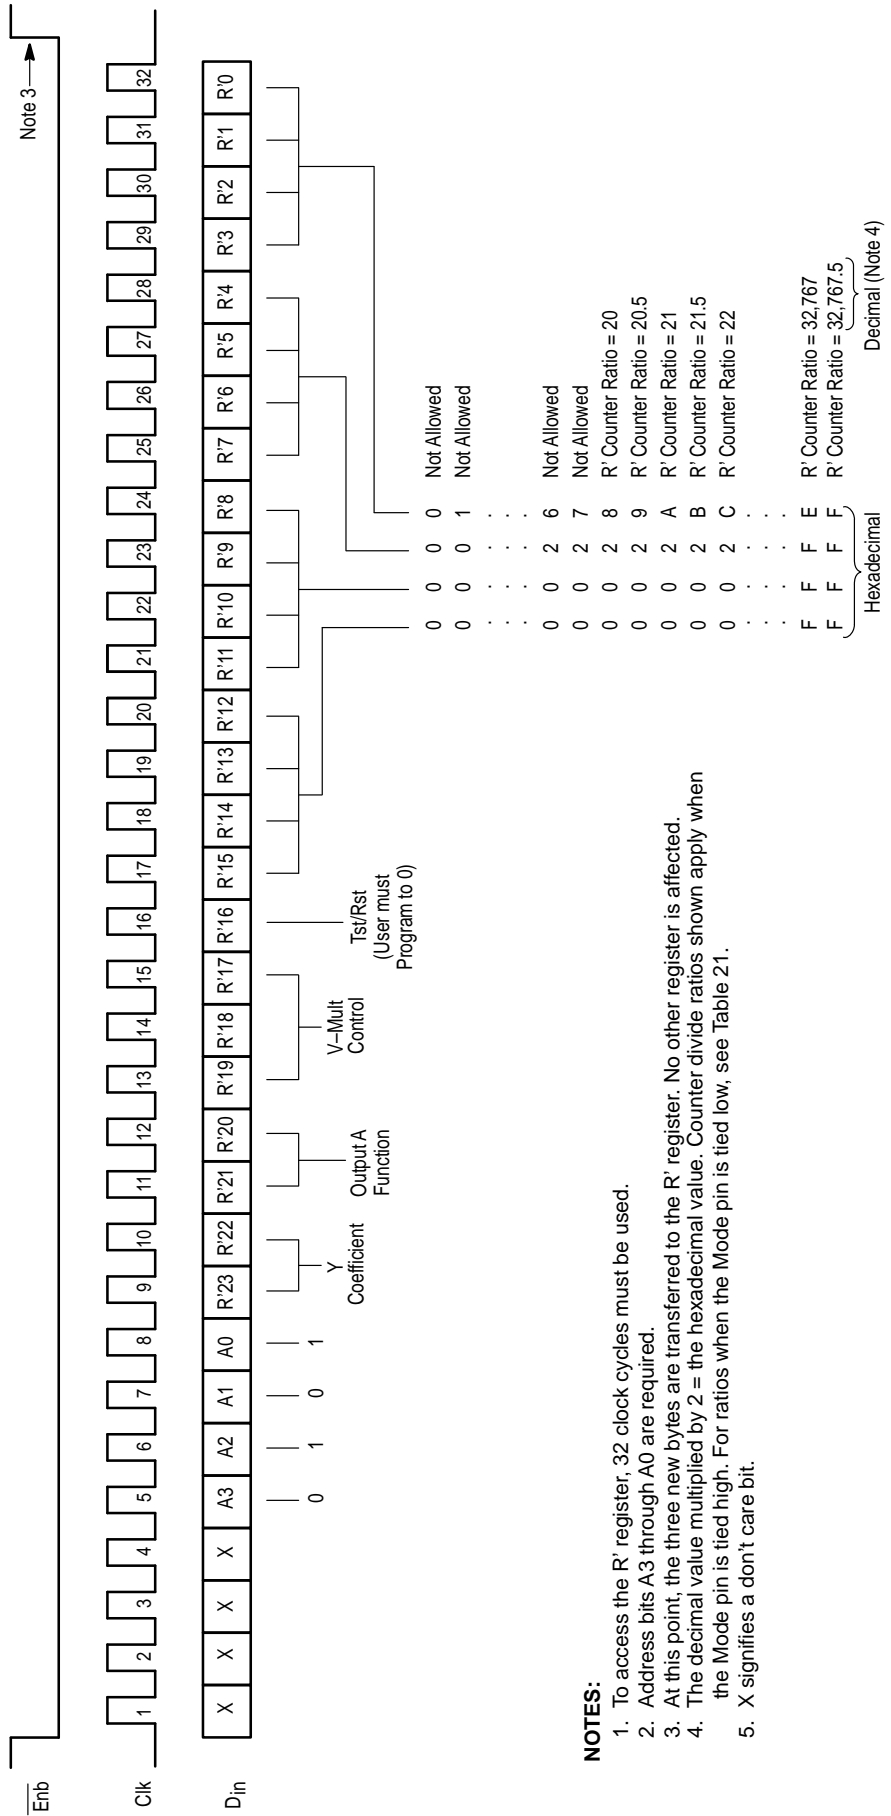 Enb
Note 3
Clk
1 2 3 4 5 6 7 8 9 10 11 12 13 14 15 16 17 18 19 20 21 22 23 24 25 26 27 28 29 30 31 32
Din
X X X X A3 A2 A1 A0 R'23 R'22 R'21 R'20 R'19 R'18 R'17 R'16 R'15 R'14 R'13 R'12 R'11 R'10 R'9 R'8 R'7 R'6 R'5 R'4 R'3 R'2 R'1 R'0
0 1 0 1
Y
Coefficient
Output A
Function
V–Mult
Control
Tst/Rst
(User must
Program to 0)
0 0 0 0 Not Allowed
0 0 0 1 Not Allowed
. . . .
. . . .
. . . .
0 0 2 6 Not Allowed
0 0 2 7 Not Allowed
0 0 2 8 R' Counter Ratio = 20
0 0 2 9 R' Counter Ratio = 20.5
0 0 2 A R' Counter Ratio = 21
0 0 2 B R' Counter Ratio = 21.5
0 0 2 C R' Counter Ratio = 22
. . . .
. . . .
. . . .
F F F E R' Counter Ratio = 32,767
F F F F R' Counter Ratio = 32,767.5
Hexadecimal
Decimal (Note 4)
NOTES:
1. To access the R' register, 32 clock cycles must be used.
2. Address bits A3 through A0 are required.
3. At this point, the three new bytes are transferred to the R' register. No other register is affected.
4. The decimal value multiplied by 2 = the hexadecimal value. Counter divide ratios shown apply when
the Mode pin is tied high. For ratios when the Mode pin is tied low, see Table 21.
5. X signifies a don't care bit.